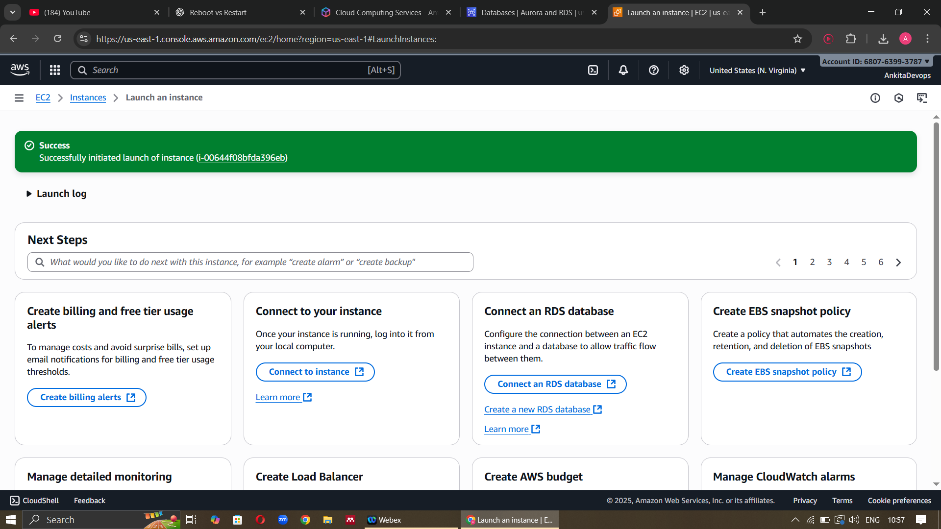 (184) YouTube
Reboot vs Restart
Cloud Computing Services - Am
Databases | Aurora and RDS | us
Launch an instance | EC2 | us-ea
https://us-east-1.console.aws.amazon.com/ec2/home?region=us-east-1#LaunchInstances:
A
aws
Search
[Alt+S]
United States (N. Virginia)
Account ID: 6807-6399-3787
AnkitaDevops
EC2
Instances
Launch an instance
Success
Successfully initiated launch of instance (i-00644f08bfda396eb)
Launch log
Next Steps
What would you like to do next with this instance, for example "create alarm" or "create backup"
1 2 3 4 5 6
Create billing and free tier usage
alerts
To manage costs and avoid surprise bills, set up
email notifications for billing and free tier usage
thresholds.
Create billing alerts
Connect to your instance
Once your instance is running, log into it from
your local computer.
Connect to instance
Learn more
Connect an RDS database
Configure the connection between an EC2
instance and a database to allow traffic flow
between them.
Connect an RDS database
Create a new RDS database
Learn more
Create EBS snapshot policy
Create a policy that automates the creation,
retention, and deletion of EBS snapshots
Create EBS snapshot policy
Manage detailed monitoring
Create Load Balancer
Create AWS budget
Manage CloudWatch alarms
CloudShell
Feedback
© 2025, Amazon Web Services, Inc. or its affiliates.
Privacy
Terms
Cookie preferences
Search
Webex
Launch an instance | E...
ENG
10:57